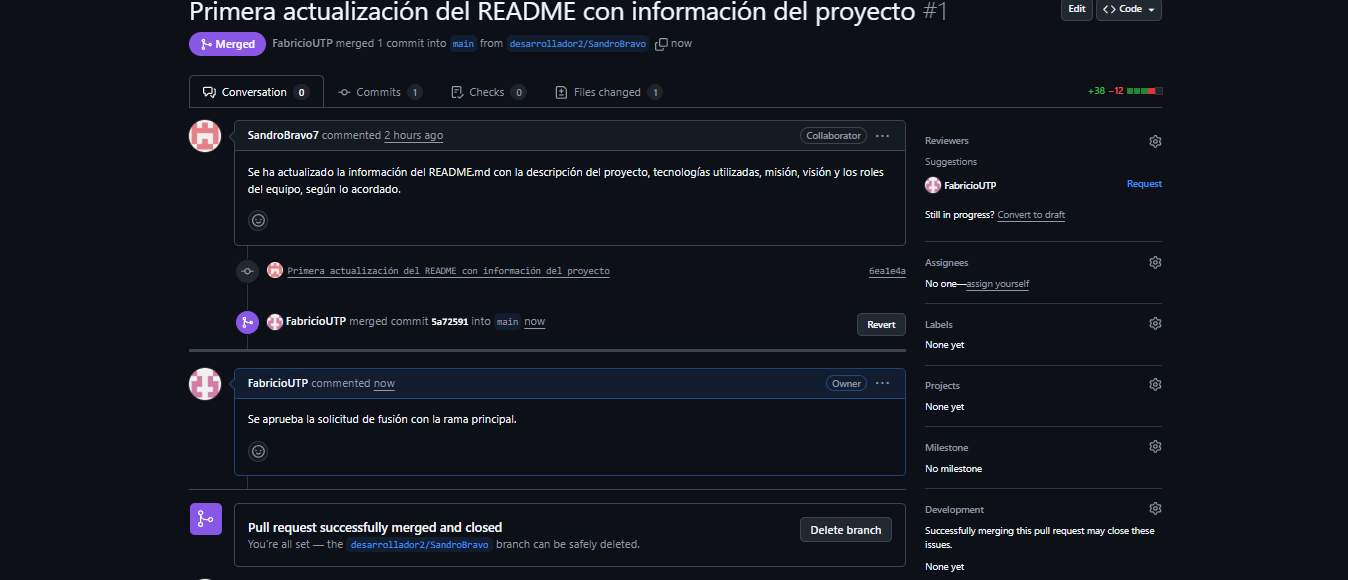 Primera actualización del README con información del proyecto #1
Edit
Code
Merged
FabricioUTP merged 1 commit into main from desarrollador2/SandroBravo now
Conversation 0
Commits 1
Checks 0
Files changed 1
+38 −12
SandroBravo7 commented 2 hours ago
Collaborator
Se ha actualizado la información del README.md con la descripción del proyecto, tecnologías utilizadas, misión, visión y los roles
del equipo, según lo acordado.
Primera actualización del README con información del proyecto
6ea1e4a
FabricioUTP merged commit 5a72591 into main now
Revert
FabricioUTP commented now
Owner
Se aprueba la solicitud de fusión con la rama principal.
Pull request successfully merged and closed
You're all set — the desarrollador2/SandroBravo branch can be safely deleted.
Delete branch
Reviewers
Suggestions
FabricioUTP
Request
Still in progress? Convert to draft
Assignees
No one—assign yourself
Labels
None yet
Projects
None yet
Milestone
No milestone
Development
Successfully merging this pull request may close these
issues.
None yet